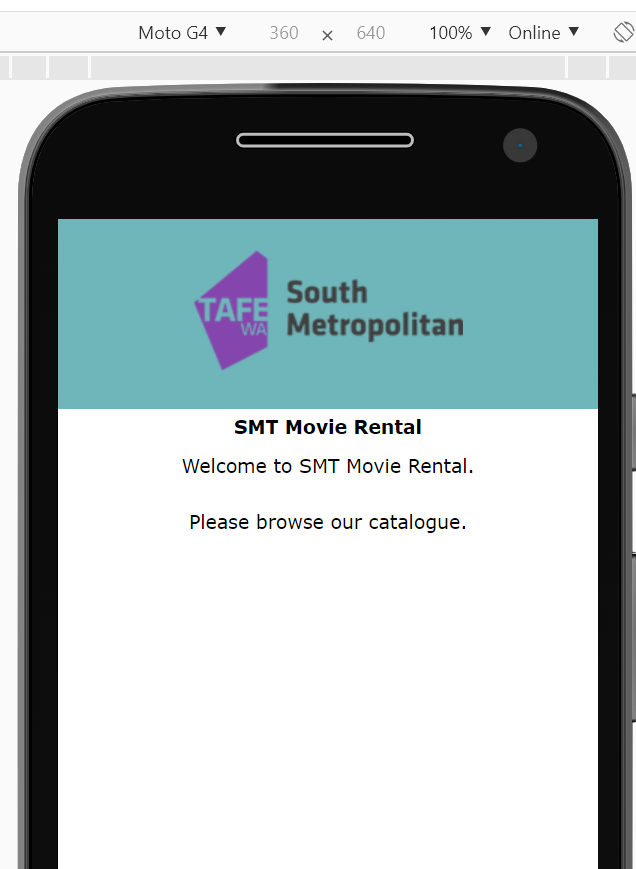 Moto G4 ▼ 360 × 640 100% ▼ Online ▼
TAFE
WA
South
Metropolitan
SMT Movie Rental
Welcome to SMT Movie Rental.
Please browse our catalogue.